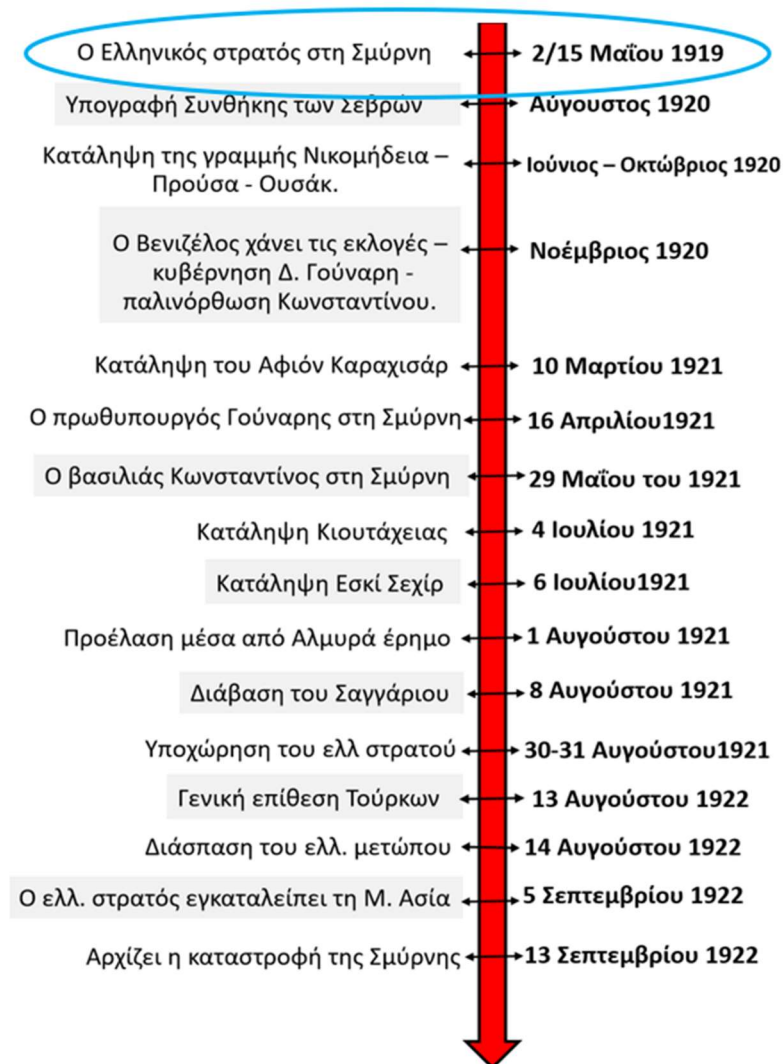 Ο Ελληνικός στρατός στη Σμύρνη 2/15 Μαΐου 1919
Υπογραφή Συνθήκης των Σεβρών Αύγουστος 1920
Κατάληψη της γραμμής Νικομήδεια –
Προύσα - Ουσάκ. Ιούνιος – Οκτώβριος 1920
Ο Βενιζέλος χάνει τις εκλογές –
κυβέρνηση Δ. Γούναρη -
παλινόρθωση Κωνσταντίνου.
Νοέμβριος 1920
Κατάληψη του Αφιόν Καραχισάρ 10 Μαρτίου 1921
Ο πρωθυπουργός Γούναρης στη Σμύρνη 16 Απριλίου1921
Ο βασιλιάς Κωνσταντίνος στη Σμύρνη 29 Μαΐου του 1921
Κατάληψη Κιουτάχειας 4 Ιουλίου 1921
Κατάληψη Εσκί Σεχίρ 6 Ιουλίου1921
Προέλαση μέσα από Αλμυρά έρημο 1 Αυγούστου 1921
Διάβαση του Σαγγάριου 8 Αυγούστου 1921
Υποχώρηση του ελλ στρατού 30-31 Αυγούστου1921
Γενική επίθεση Τούρκων 13 Αυγούστου 1922
Διάσπαση του ελλ. μετώπου 14 Αυγούστου 1922
Ο ελλ. στρατός εγκαταλείπει τη Μ. Ασία 5 Σεπτεμβρίου 1922
Αρχίζει η καταστροφή της Σμύρνης 13 Σεπτεμβρίου 1922